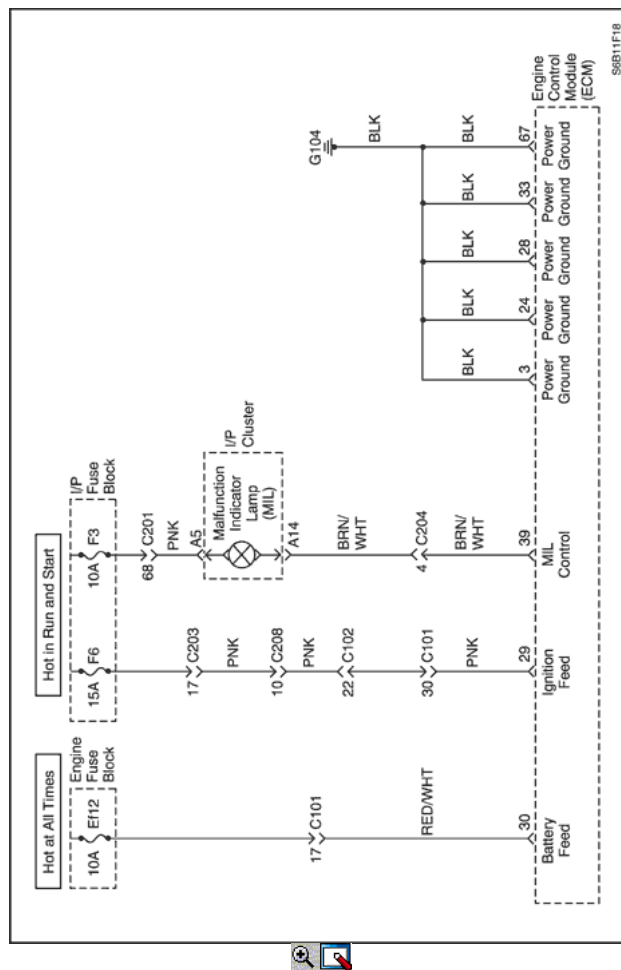 Hot at All Times
Hot in Run and Start
Engine
Fuse
Block
I/P
Fuse
Block
10A
Ef12
15A
F6
10A
F3
68
C201
PNK
A5
I/P
Cluster
Malfunction
Indicator
Lamp
(MIL)
A14
17
C203
PNK
10
C208
PNK
22
C102
30
C101
PNK
17
C101
RED/WHT
BRN/
WHT
4
C204
BRN/
WHT
G104
BLK
BLK
BLK
BLK
BLK
BLK
30
29
39
3
24
28
33
67
Battery
Feed
Ignition
Feed
MIL
Control
Power
Ground
Power
Ground
Power
Ground
Power
Ground
Power
Ground
Engine
Control
Module
(ECM)
S6B11F18